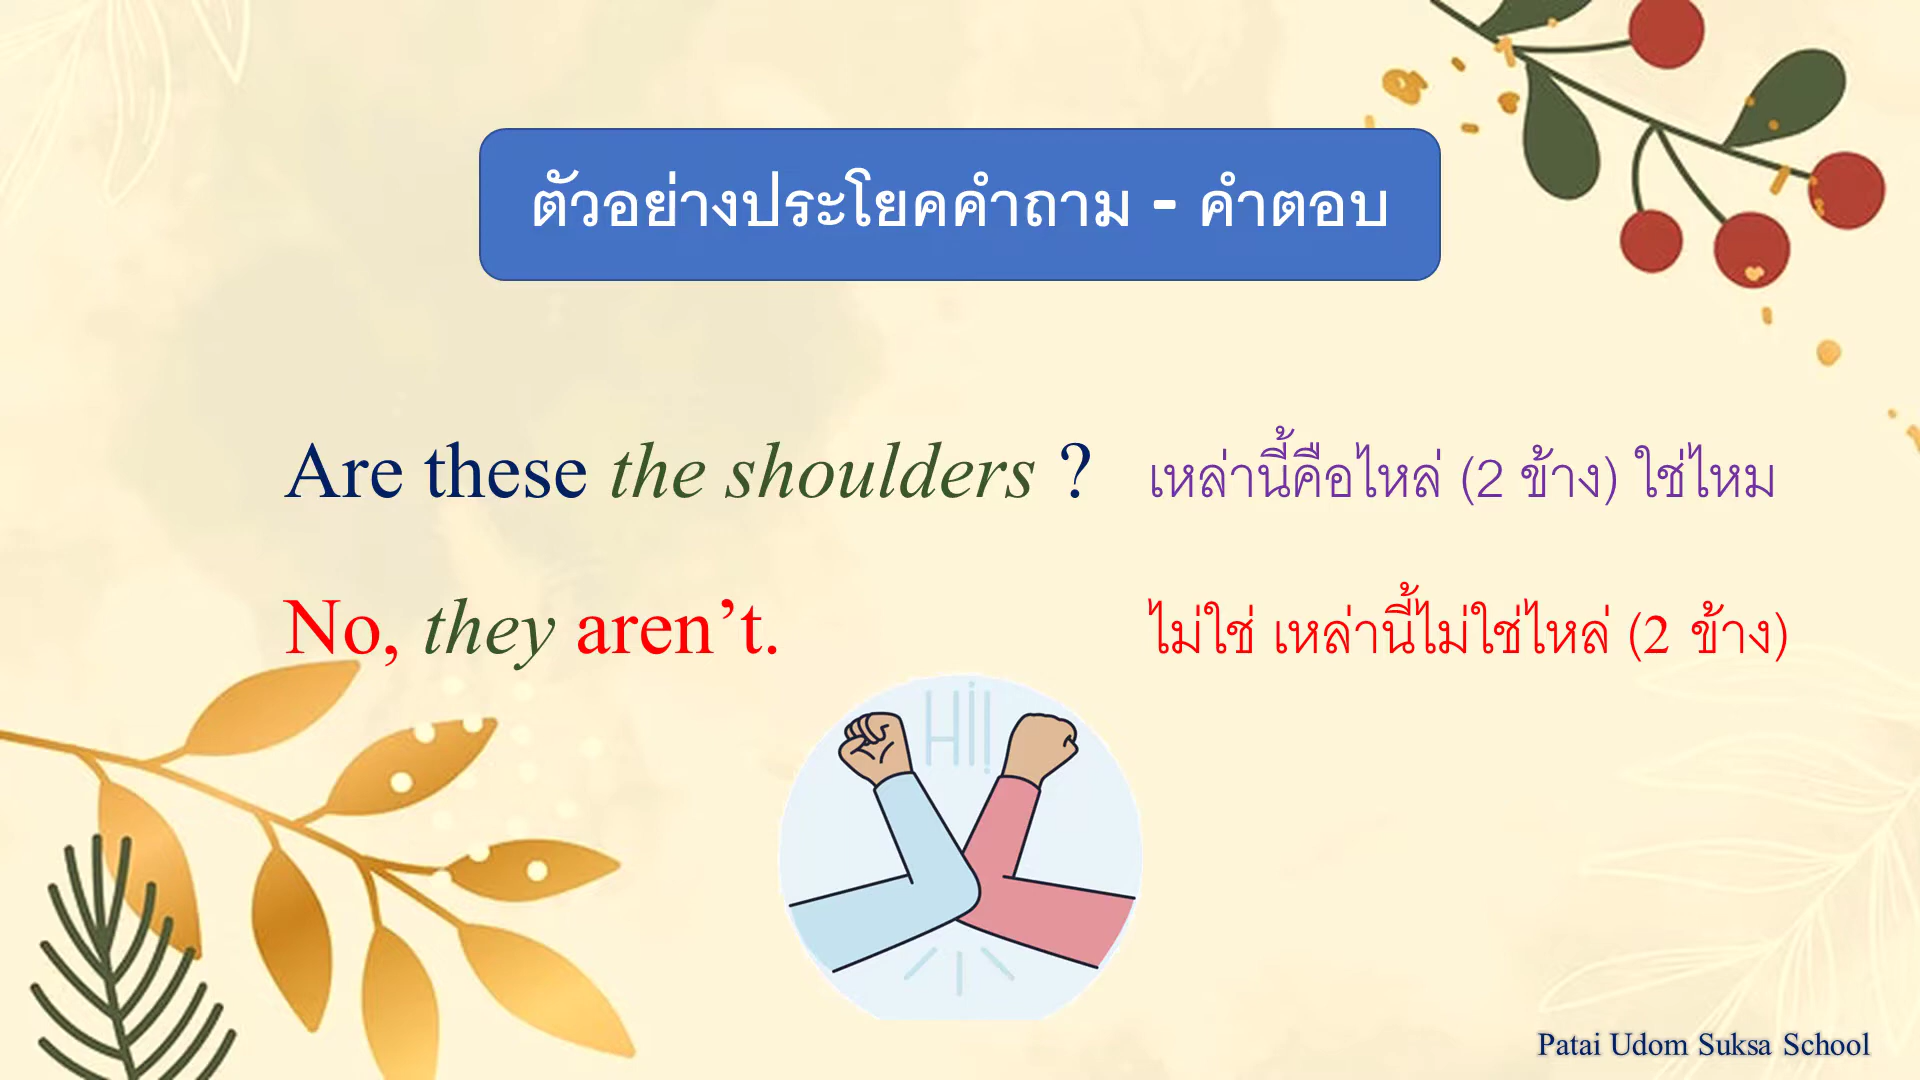 ตัวอย่างประโยคคำถาม - คำตอบ
Are these the shoulders ? เหล่านี้คือไหล่ (2 ข้าง) ใช่ไหม
No, they aren’t. ไม่ใช่ เหล่านี้ไม่ใช่ไหล่ (2 ข้าง)
Hi!
Patai Udom Suksa School